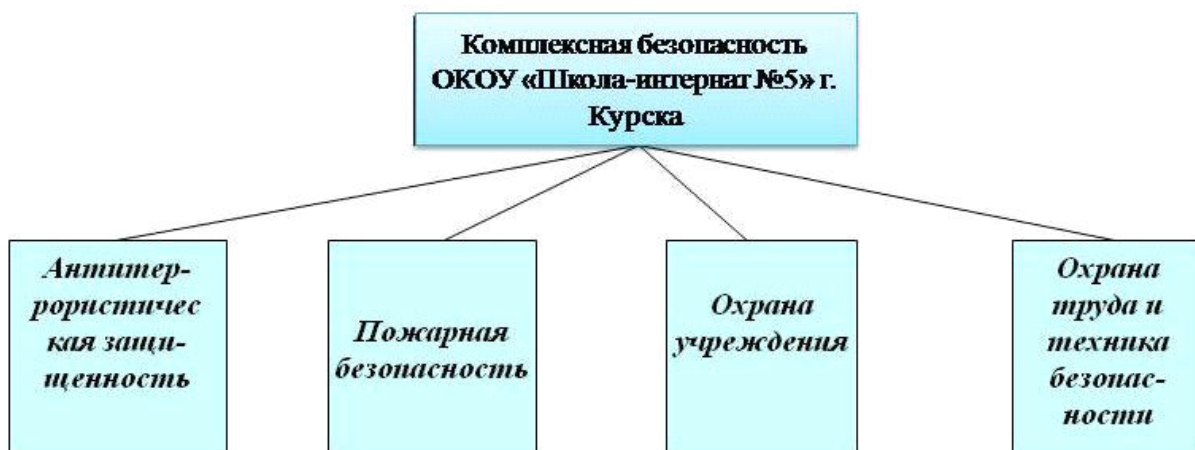 Комплексная безопасность
ОКОУ «Школа-интернат №5» г.
Курска
Антитер-
рористичес
кая защи-
щенность
Пожарная
безопасность
Охрана
учреждения
Охрана
труда и
техника
безопас-
ности